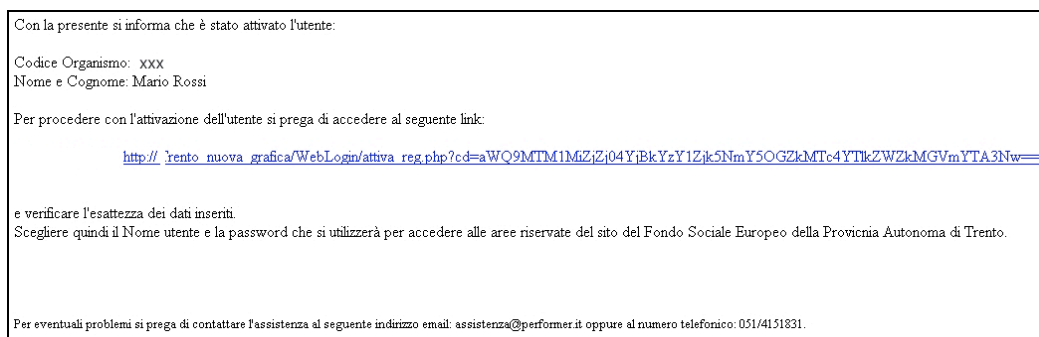 Con la presente si informa che è stato attivato l'utente:
Codice Organismo: xxx
Nome e Cognome: Mario Rossi
Per procedere con l'attivazione dell'utente si prega di accedere al seguente link:
http:// Trento_nuova_grafica/WebLogin/attiva_reg.php?cd=aWQ9MTM1MiZjZj04YjBkYzY1Zjk5NmY5OGZkMTc4YTlkZWZkMGVmYTA3Nw==
e verificare l'esattezza dei dati inseriti.
Scegliere quindi il Nome utente e la password che si utilizzerà per accedere alle aree riservate del sito del Fondo Sociale Europeo della Provicnia Autonoma di Trento.
Per eventuali problemi si prega di contattare l'assistenza al seguente indirizzo email: assistenza@performer.it oppure al numero telefonico: 051/4151831.